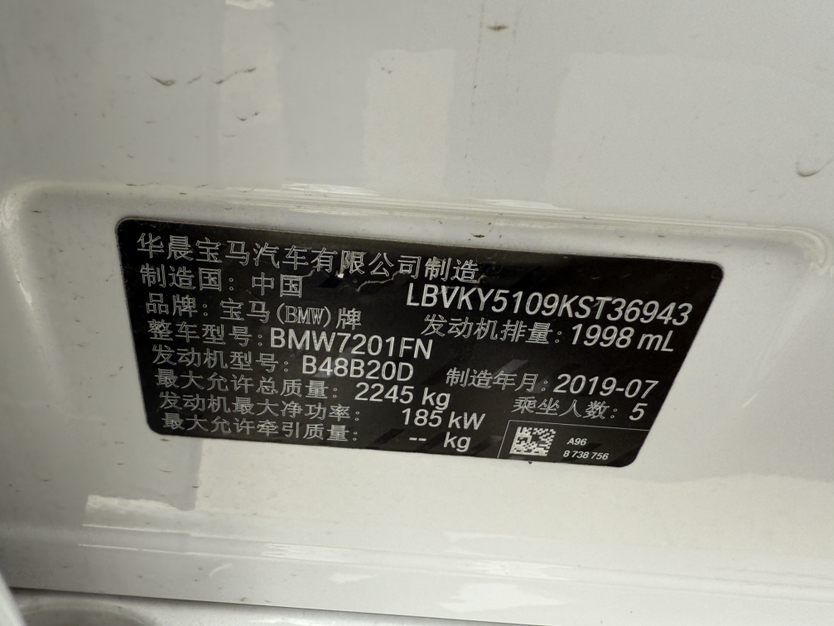 华晨宝马汽车有限公司制造
制造国: 中国 LBVKY5109KST36943
品牌: 宝马(BMW)牌 发动机排量: 1998 mL
整车型号: BMW7201FN
发动机型号: B48B20D 制造年月: 2019-07
最大允许总质量: 2245 kg 乘坐人数: 5
发动机最大净功率: 185 kW
最大允许牵引质量: -- kg
A96
8 738 756